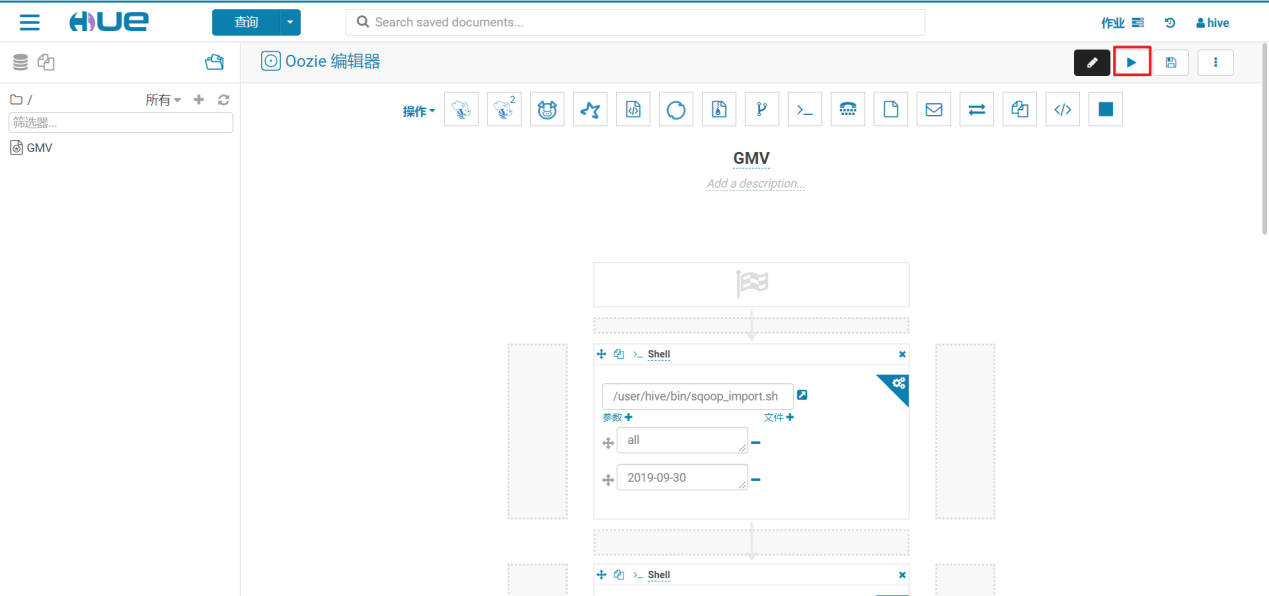 HUE
查询
Search saved documents...
作业
hive
Oozie 编辑器
/
所有
筛选器...
GMV
操作
2
GMV
Add a description...
Shell
/user/hive/bin/sqoop_import.sh
参数
文件
all
2019-09-30
Shell